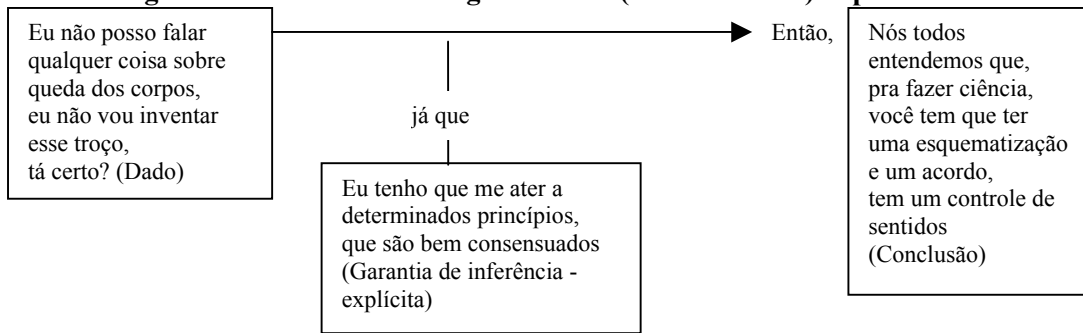 Eu não posso falar
qualquer coisa sobre
queda dos corpos,
eu não vou inventar
esse troço,
tá certo? (Dado)
já que
Eu tenho que me ater a
determinados princípios,
que são bem consensuados
(Garantia de inferência -
explícita)
Então,
Nós todos
entendemos que,
pra fazer ciência,
você tem que ter
uma esquematização
e um acordo,
tem um controle de
sentidos
(Conclusão)